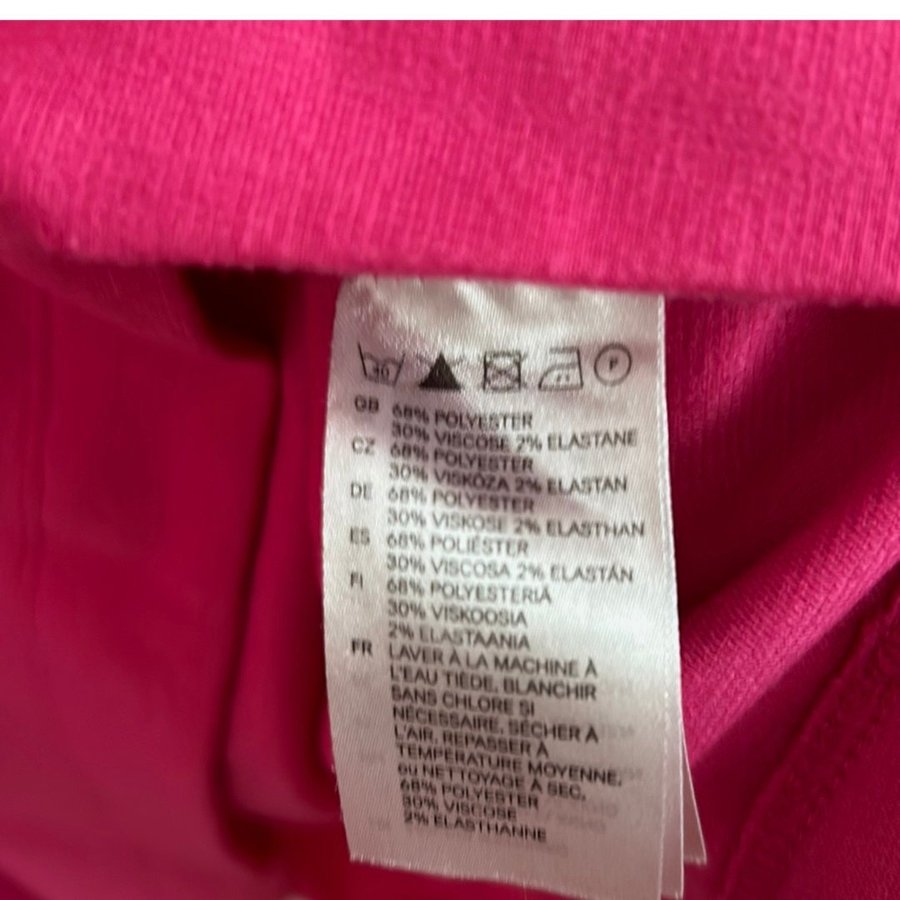 30
P
GB 68% POLYESTER
30% VISCOSE 2% ELASTANE
CZ 68% POLYESTER
30% VISKÓZA 2% ELASTAN
DE 68% POLYESTER
30% VISKOSE 2% ELASTHAN
ES 68% POLIÉSTER
30% VISCOSA 2% ELASTÁN
FI 68% POLYESTERIÄ
30% VISKOOSIA
2% ELASTAANIA
FR LAVER À LA MACHINE À
L'EAU TIÈDE, BLANCHIR
SANS CHLORE SI
NÉCESSAIRE, SÉCHER À
L'AIR, REPASSER À
TEMPÉRATURE MOYENNE,
OU NETTOYAGE À SEC,
68% POLYESTER
30% VISCOSE
2% ELASTHANNE